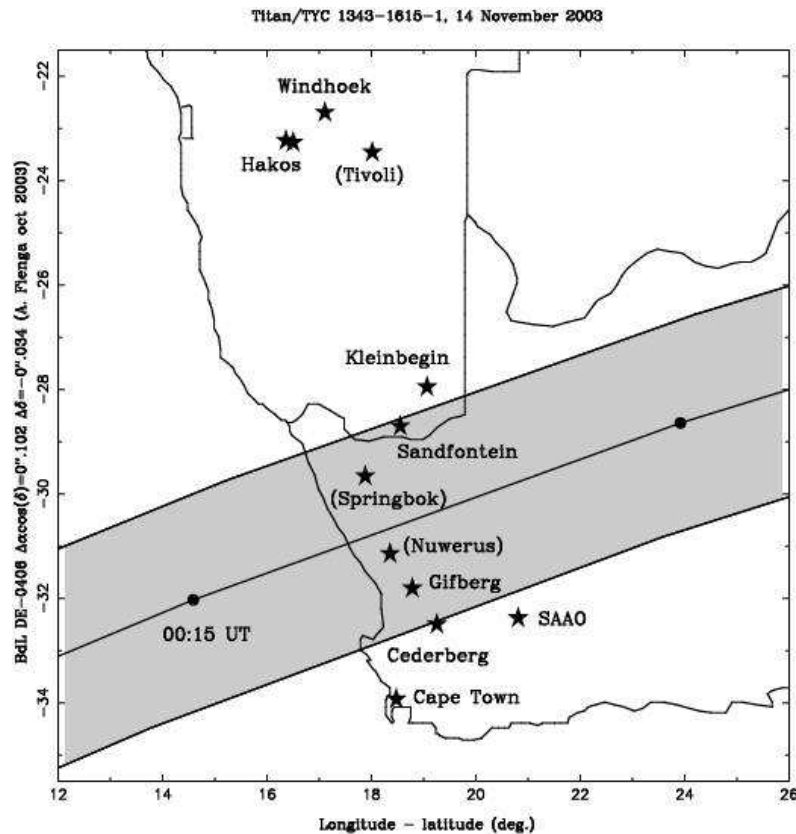 Titan/TYC 1343-1615-1, 14 November 2003
BdL DE-0406 Δαcos(δ)=0".102 Δδ=-0".034 (A. Fienga oct 2003)
-22
-24
-26
-28
-30
-32
-34
Windhoek
Hakos
(Tivoli)
Kleinbegin
Sandfontein
(Springbok)
(Nuwerus)
Gifberg
00:15 UT
SAAO
Cederberg
Cape Town
12 14 16 18 20 22 24 26
Longitude - latitude (deg.)